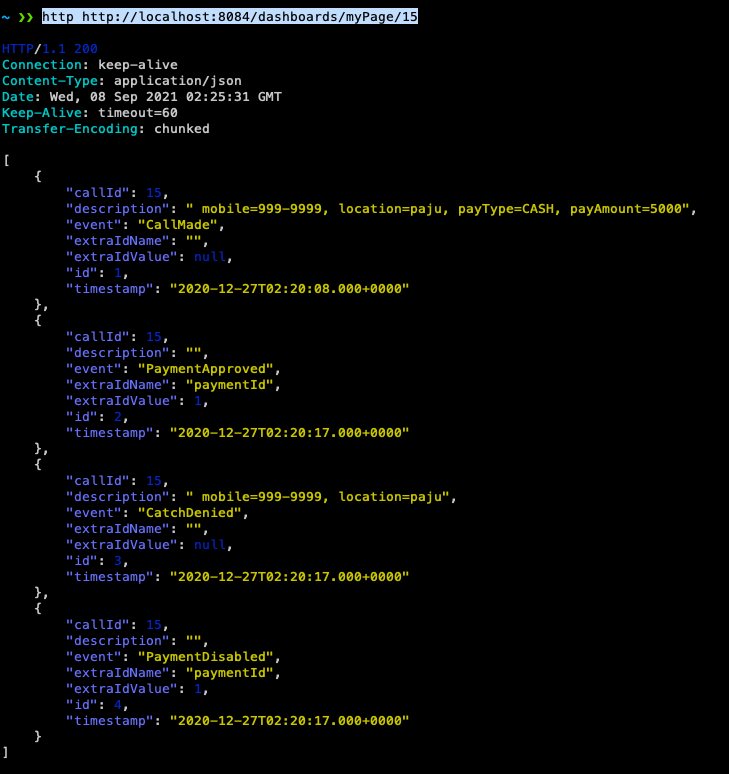 ~ ❯❯ http http://localhost:8084/dashboards/myPage/15
HTTP/1.1 200
Connection: keep-alive
Content-Type: application/json
Date: Wed, 08 Sep 2021 02:25:31 GMT
Keep-Alive: timeout=60
Transfer-Encoding: chunked
[
    {
        "callId": 15,
        "description": " mobile=999-9999, location=paju, payType=CASH, payAmount=5000",
        "event": "CallMade",
        "extraIdName": "",
        "extraIdValue": null,
        "id": 1,
        "timestamp": "2020-12-27T02:20:08.000+0000"
    },
    {
        "callId": 15,
        "description": "",
        "event": "PaymentApproved",
        "extraIdName": "paymentId",
        "extraIdValue": 1,
        "id": 2,
        "timestamp": "2020-12-27T02:20:17.000+0000"
    },
    {
        "callId": 15,
        "description": " mobile=999-9999, location=paju",
        "event": "CatchDenied",
        "extraIdName": "",
        "extraIdValue": null,
        "id": 3,
        "timestamp": "2020-12-27T02:20:17.000+0000"
    },
    {
        "callId": 15,
        "description": "",
        "event": "PaymentDisabled",
        "extraIdName": "paymentId",
        "extraIdValue": 1,
        "id": 4,
        "timestamp": "2020-12-27T02:20:17.000+0000"
    }
]